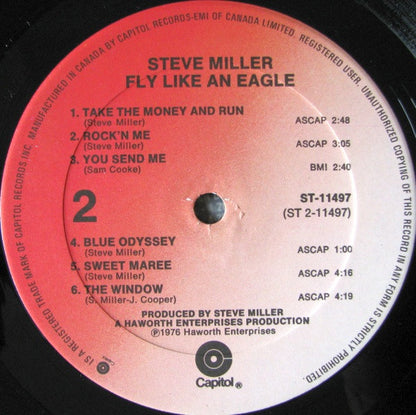 MANUFACTURED IN CANADA BY CAPITOL RECORDS-EMI OF CANADA LIMITED. REGISTERED USER. UNAUTHORIZED COPYING OF THIS RECORD IN ANY FORM IS STRICTLY PROHIBITED.
STEVE MILLER
FLY LIKE AN EAGLE
1. TAKE THE MONEY AND RUN
(Steve Miller) ASCAP 2:48
2. ROCK'N ME
(Steve Miller) ASCAP 3:05
3. YOU SEND ME
(Sam Cooke) BMI 2:40
2
ST-11497
(ST 2-11497)
4. BLUE ODYSSEY
(Steve Miller) ASCAP 1:00
5. SWEET MAREE
(Steve Miller) ASCAP 4:16
6. THE WINDOW
(S. Miller-J. Cooper) ASCAP 4:19
PRODUCED BY STEVE MILLER
A HAWORTH ENTERPRISES PRODUCTION
Ⓟ1976 Haworth Enterprises
Capitol®
IS A REGISTERED TRADE MARK OF CAPITOL RECORDS INC.